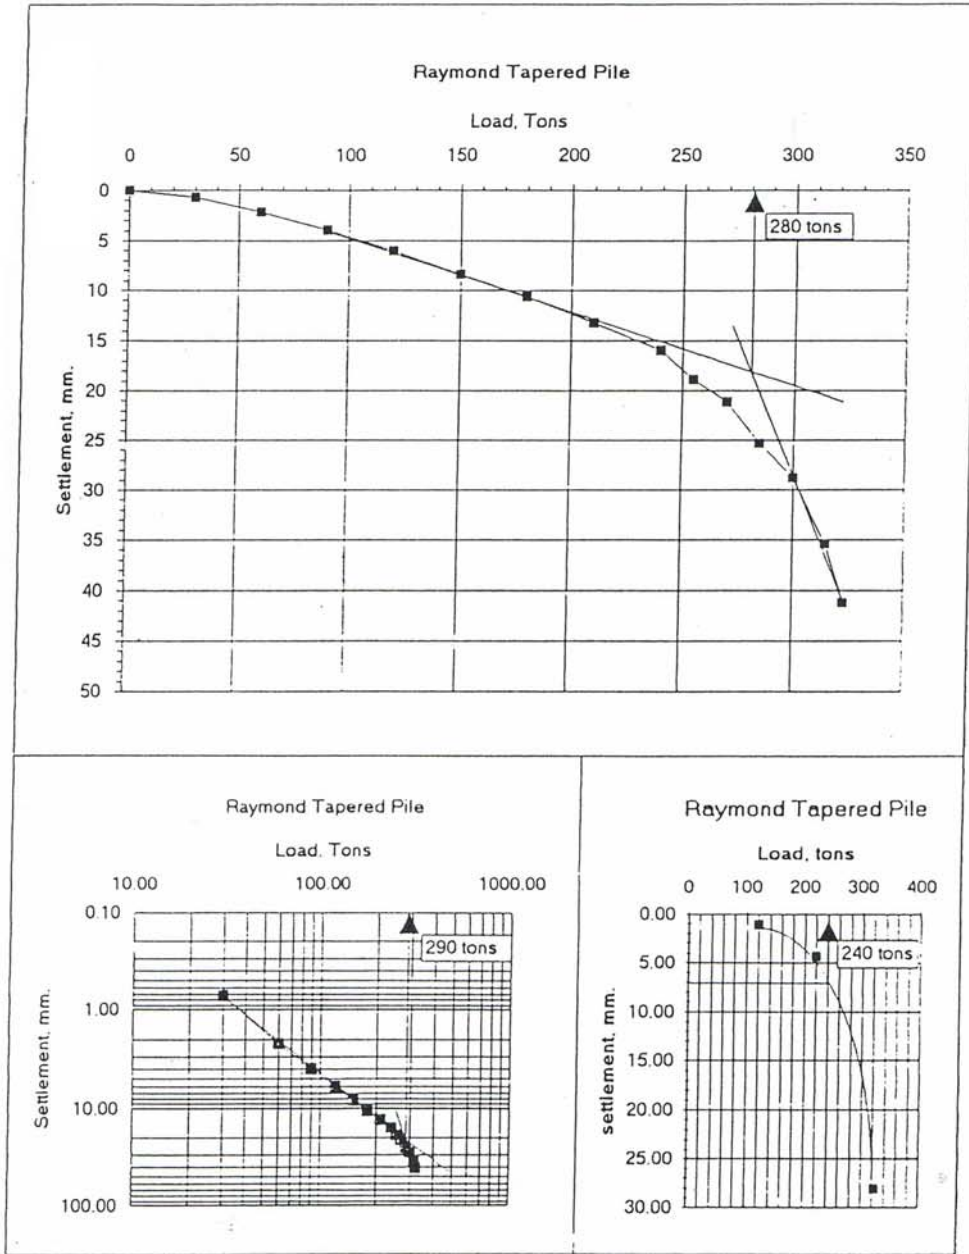 Raymond Tapered Pile
Load, Tons
0 50 100 150 200 250 300 350
0
5
10
15
20
25
30
35
40
45
50
Settlement, mm.
280 tons
Raymond Tapered Pile
Load. Tons
10.00 100.00 1000.00
0.10
1.00
10.00
100.00
Settlement, mm.
290 tons
Raymond Tapered Pile
Load, tons
0 100 200 300 400
0.00
5.00
10.00
15.00
20.00
25.00
30.00
settlement, mm.
240 tons